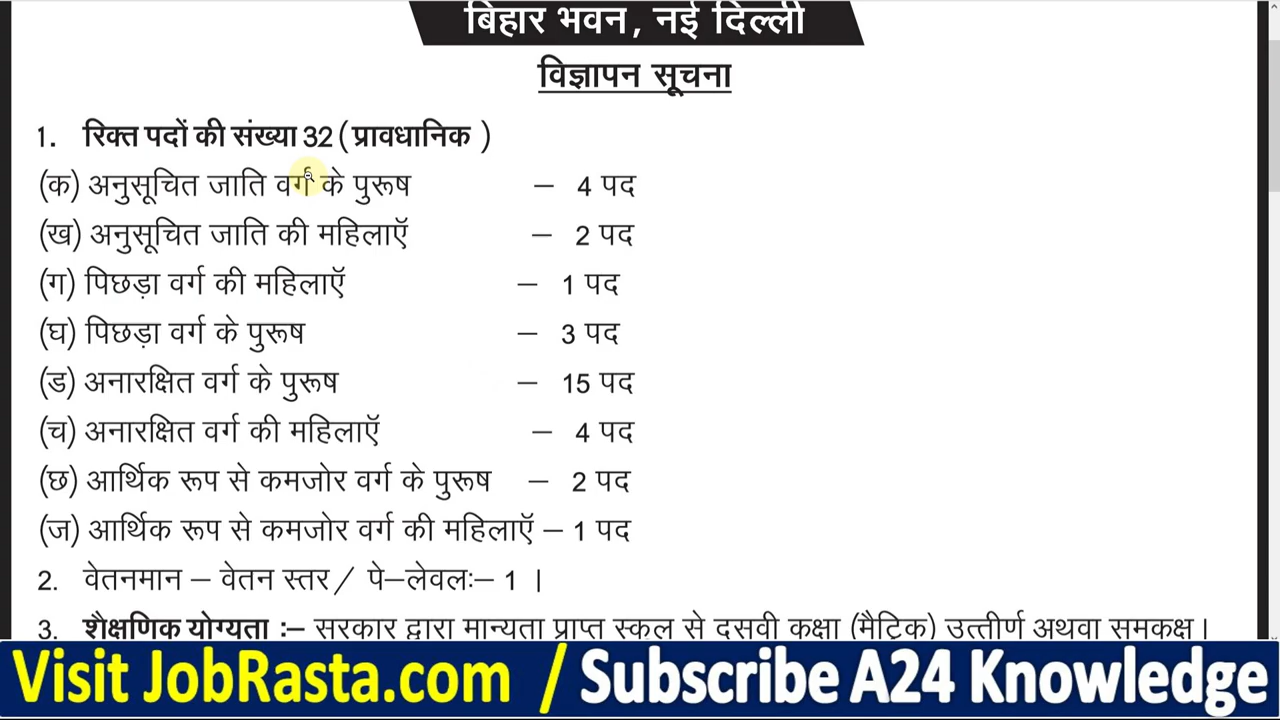 बिहार भवन, नई दिल्ली
विज्ञापन सूचना
1. रिक्त पदों की संख्या 32 ( प्रावधानिक )
(क) अनुसूचित जाति वर्ग के पुरूष – 4 पद
(ख) अनुसूचित जाति की महिलाऍ – 2 पद
(ग) पिछड़ा वर्ग की महिलाऍ – 1 पद
(घ) पिछड़ा वर्ग के पुरूष – 3 पद
(ड) अनारक्षित वर्ग के पुरूष – 15 पद
(च) अनारक्षित वर्ग की महिलाऍ – 4 पद
(छ) आर्थिक रूप से कमजोर वर्ग के पुरूष – 2 पद
(ज) आर्थिक रूप से कमजोर वर्ग की महिलाऍ – 1 पद
2. वेतनमान – वेतन स्तर / पे–लेवलः– 1 ।
3. शैक्षणिक योग्यता :– सरकार द्वारा मान्यता प्राप्त स्कूल से दसवी कक्षा (मैट्रिक) उत्तीर्ण अथवा समकक्ष ।
Visit JobRasta.com / Subscribe A24 Knowledge